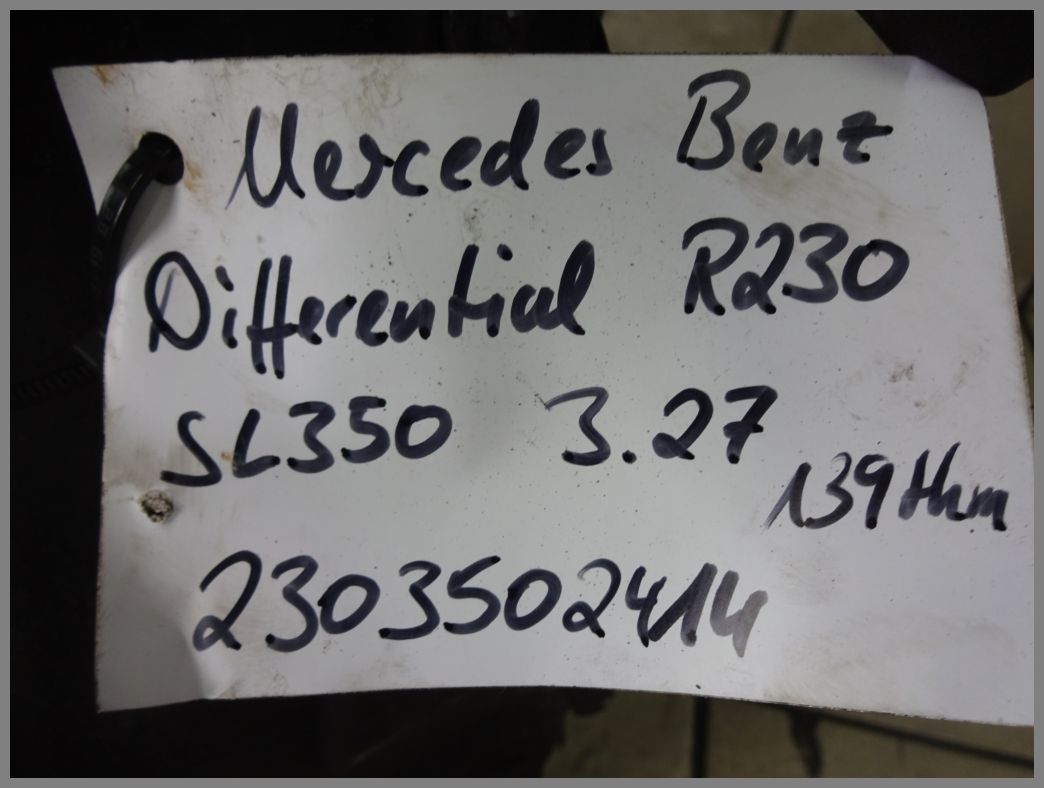 Mercedes Benz
Differential R230
SL350 3.27
139tkm
2303502414